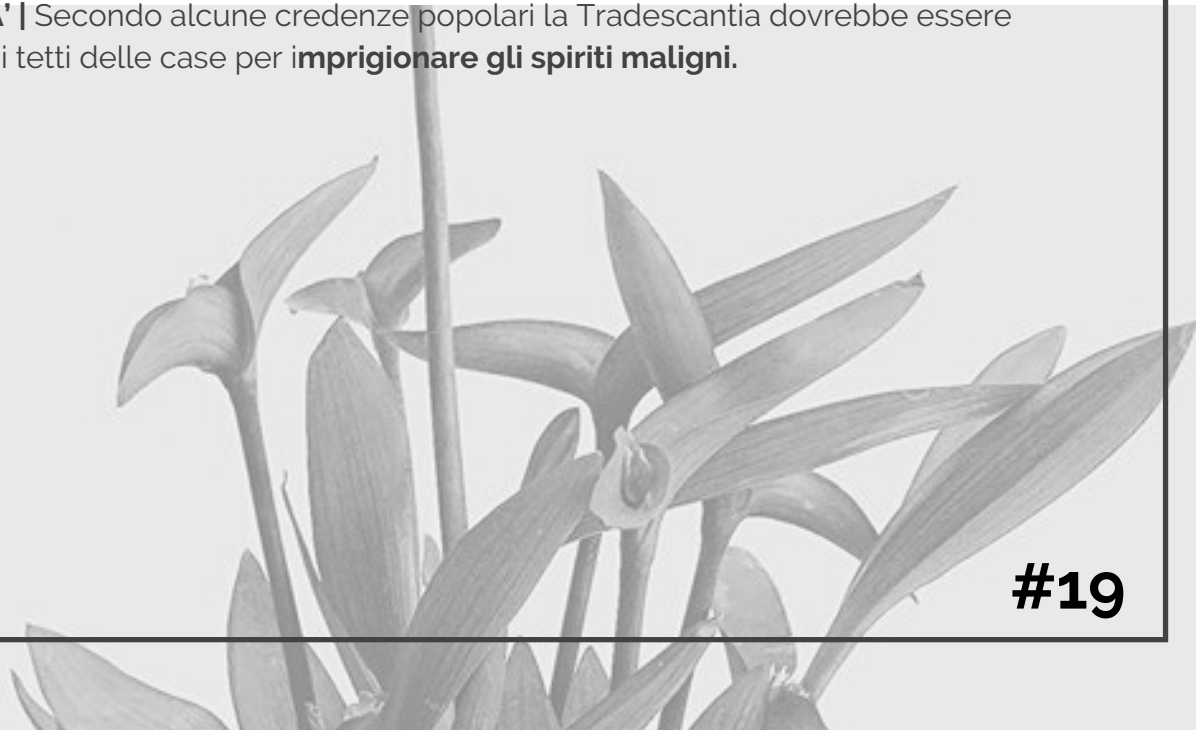 A' | Secondo alcune credenze popolari la Tradescantia dovrebbe essere
i tetti delle case per imprigionare gli spiriti maligni.
#19